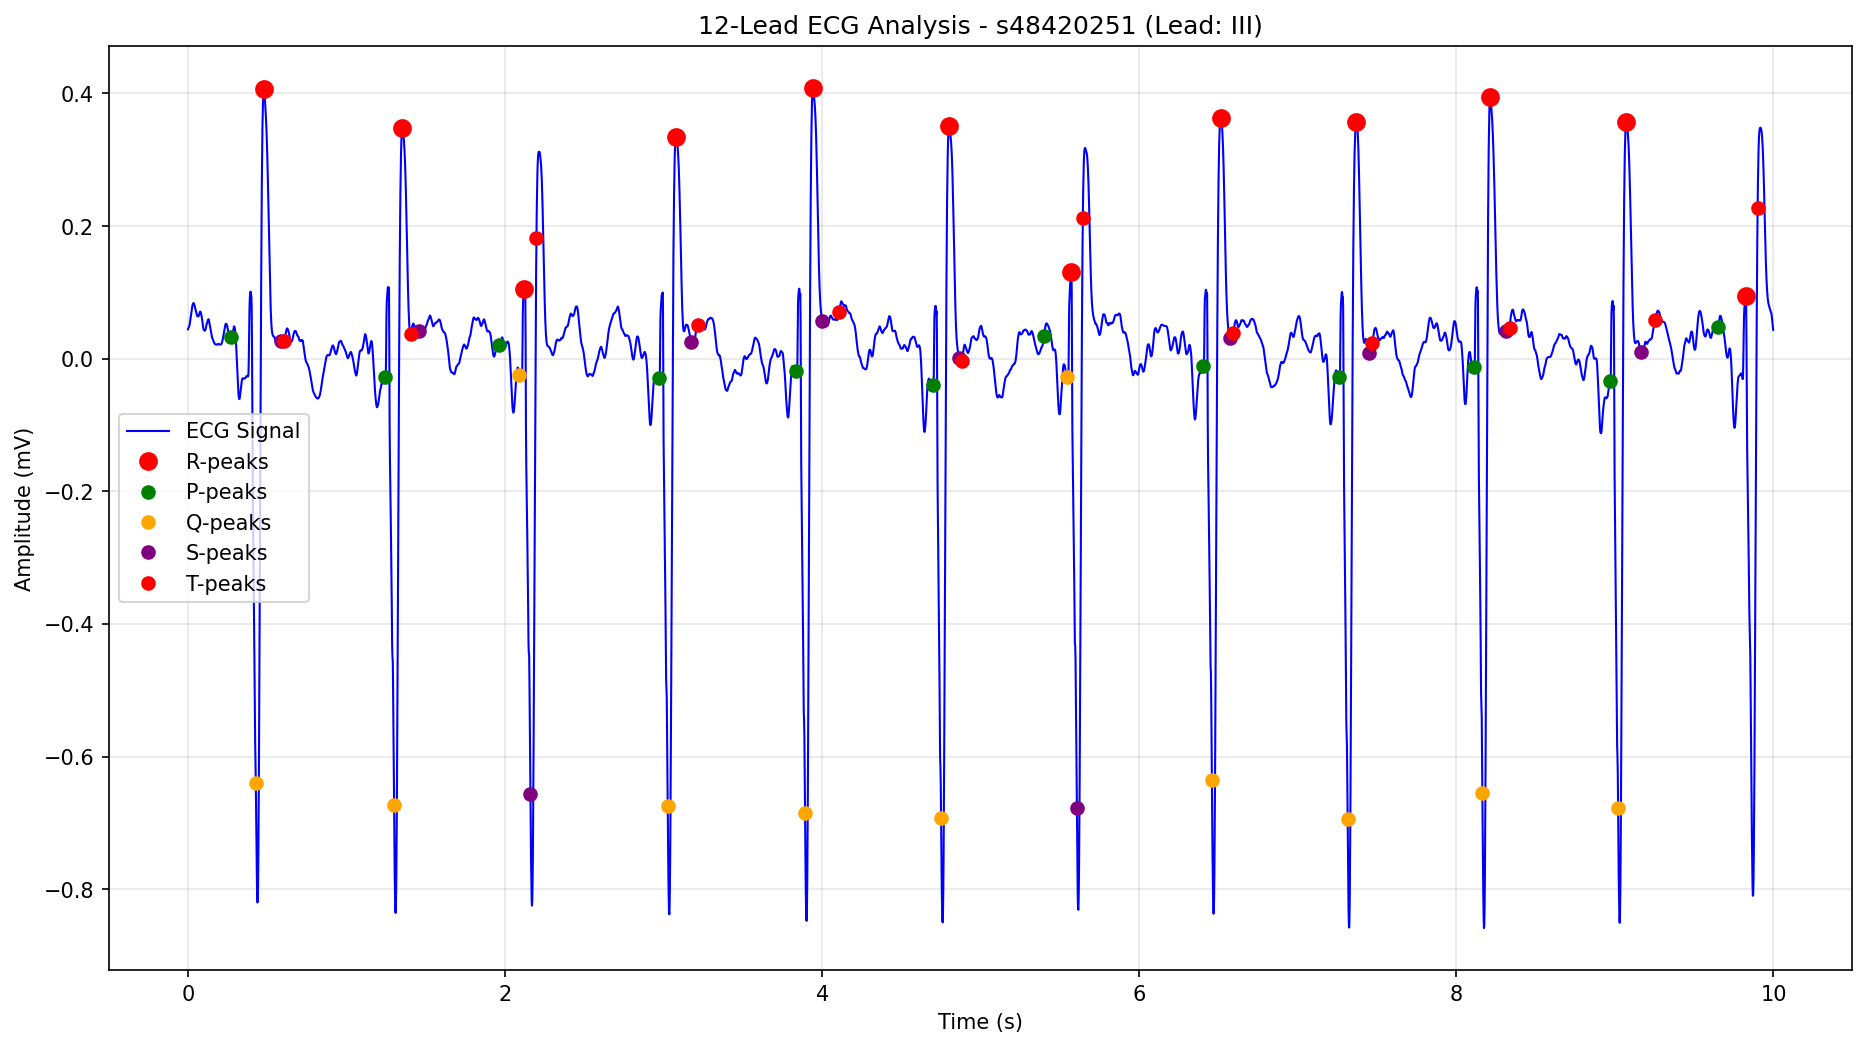 12-Lead ECG Analysis - s48420251 (Lead: III)
Amplitude (mV)
0.4
0.2
0.0
−0.2
−0.4
−0.6
−0.8
ECG Signal
R-peaks
P-peaks
Q-peaks
S-peaks
T-peaks
0 2 4 6 8 10
Time (s)